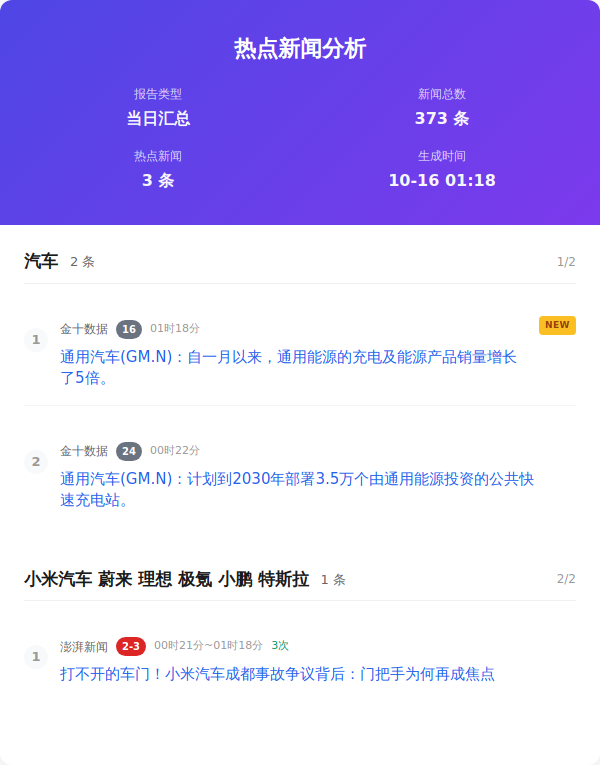 热点新闻分析
报告类型
当日汇总
新闻总数
373 条
热点新闻
3 条
生成时间
10-16 01:18
汽车 2 条 1/2
1
金十数据 16 01时18分 NEW
通用汽车(GM.N)：自一月以来，通用能源的充电及能源产品销量增长
了5倍。
2
金十数据 24 00时22分
通用汽车(GM.N)：计划到2030年部署3.5万个由通用能源投资的公共快
速充电站。
小米汽车 蔚来 理想 极氪 小鹏 特斯拉 1 条 2/2
1
澎湃新闻 2-3 00时21分~01时18分 3次
打不开的车门！小米汽车成都事故争议背后：门把手为何再成焦点